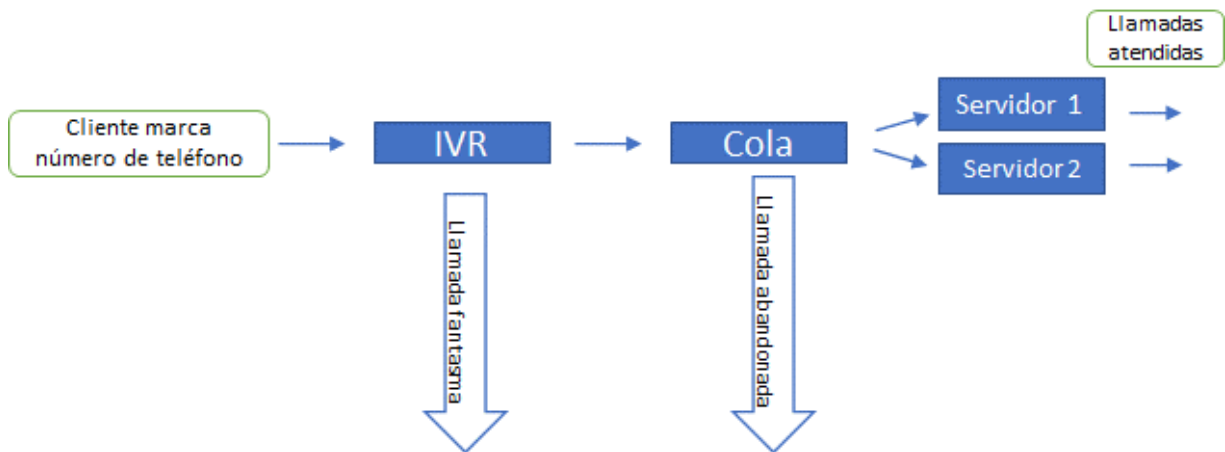 Llamadas
atendidas
Cliente marca
número de teléfono
IVR
Cola
Servidor 1
Servidor 2
Llamada fantasma
Llamada abandonada